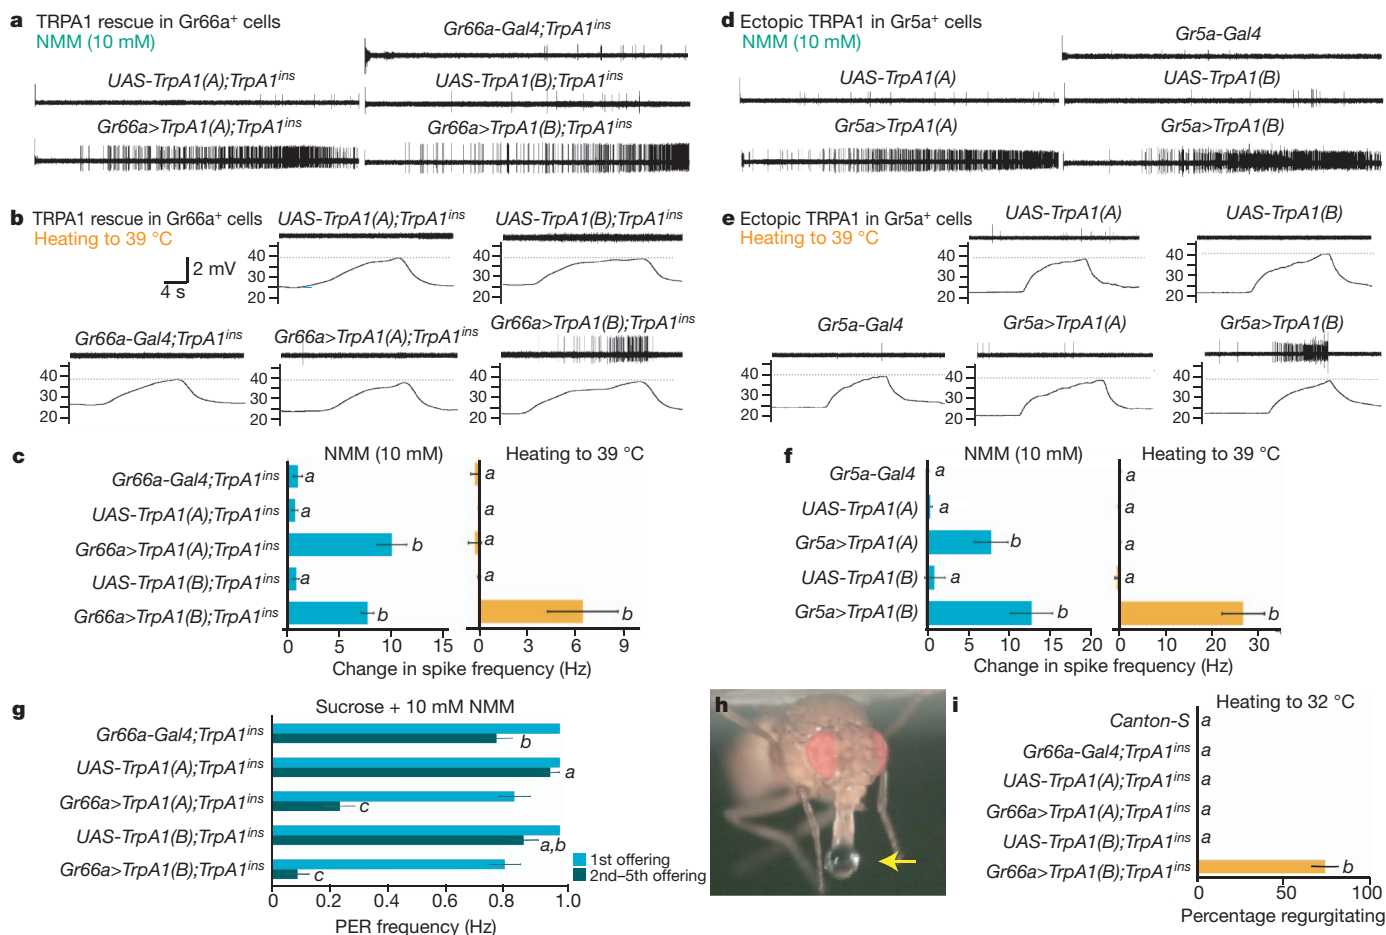 a TRPA1 rescue in Gr66a+ cells
NMM (10 mM)
Gr66a-Gal4;TrpA1ins
UAS-TrpA1(A);TrpA1ins
UAS-TrpA1(B);TrpA1ins
Gr66a>TrpA1(A);TrpA1ins
Gr66a>TrpA1(B);TrpA1ins
d Ectopic TRPA1 in Gr5a+ cells
NMM (10 mM)
Gr5a-Gal4
UAS-TrpA1(A)
UAS-TrpA1(B)
Gr5a>TrpA1(A)
Gr5a>TrpA1(B)
b TRPA1 rescue in Gr66a+ cells
Heating to 39 °C
2 mV
4 s
UAS-TrpA1(A);TrpA1ins
40
30
20
UAS-TrpA1(B);TrpA1ins
40
30
20
Gr66a-Gal4;TrpA1ins
40
30
20
Gr66a>TrpA1(A);TrpA1ins
40
30
20
Gr66a>TrpA1(B);TrpA1ins
40
30
20
e Ectopic TRPA1 in Gr5a+ cells
Heating to 39 °C
UAS-TrpA1(A)
40
30
20
UAS-TrpA1(B)
40
30
20
Gr5a-Gal4
40
30
20
Gr5a>TrpA1(A)
40
30
20
Gr5a>TrpA1(B)
40
30
20
c
NMM (10 mM) Heating to 39 °C
Gr66a-Gal4;TrpA1ins a a
UAS-TrpA1(A);TrpA1ins a a
Gr66a>TrpA1(A);TrpA1ins b a
UAS-TrpA1(B);TrpA1ins a a
Gr66a>TrpA1(B);TrpA1ins b b
0 5 10 15 0 3 6 9
Change in spike frequency (Hz)
f
NMM (10 mM) Heating to 39 °C
Gr5a-Gal4 a a
UAS-TrpA1(A) a a
Gr5a>TrpA1(A) b a
UAS-TrpA1(B) a a
Gr5a>TrpA1(B) b b
0 5 10 15 20 0 10 20 30
Change in spike frequency (Hz)
g
Sucrose + 10 mM NMM
Gr66a-Gal4;TrpA1ins b
UAS-TrpA1(A);TrpA1ins a
Gr66a>TrpA1(A);TrpA1ins c
UAS-TrpA1(B);TrpA1ins a,b
Gr66a>TrpA1(B);TrpA1ins c
1st offering
2nd–5th offering
0 0.2 0.4 0.6 0.8 1.0
PER frequency (Hz)
h
i
Heating to 32 °C
Canton-S a
Gr66a-Gal4;TrpA1ins a
UAS-TrpA1(A);TrpA1ins a
Gr66a>TrpA1(A);TrpA1ins a
UAS-TrpA1(B);TrpA1ins a
Gr66a>TrpA1(B);TrpA1ins b
0 50 100
Percentage regurgitating